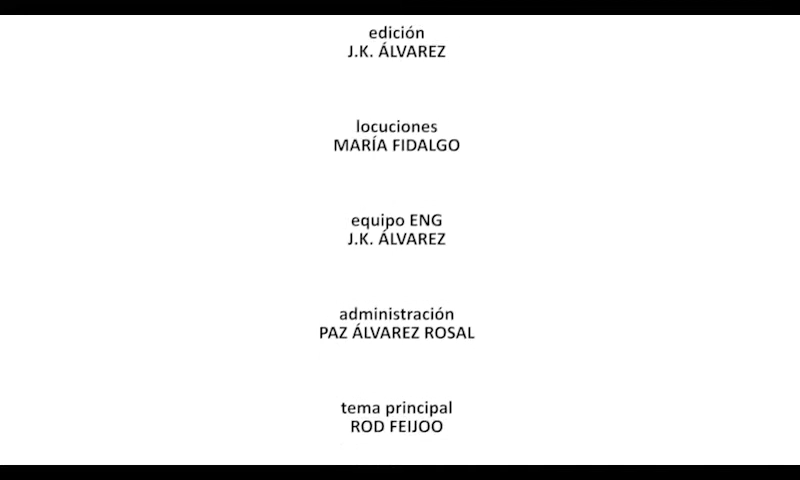 edición
J.K. ÁLVAREZ
locuciones
MARÍA FIDALGO
equipo ENG
J.K. ÁLVAREZ
administración
PAZ ÁLVAREZ ROSAL
tema principal
ROD FEIJOO